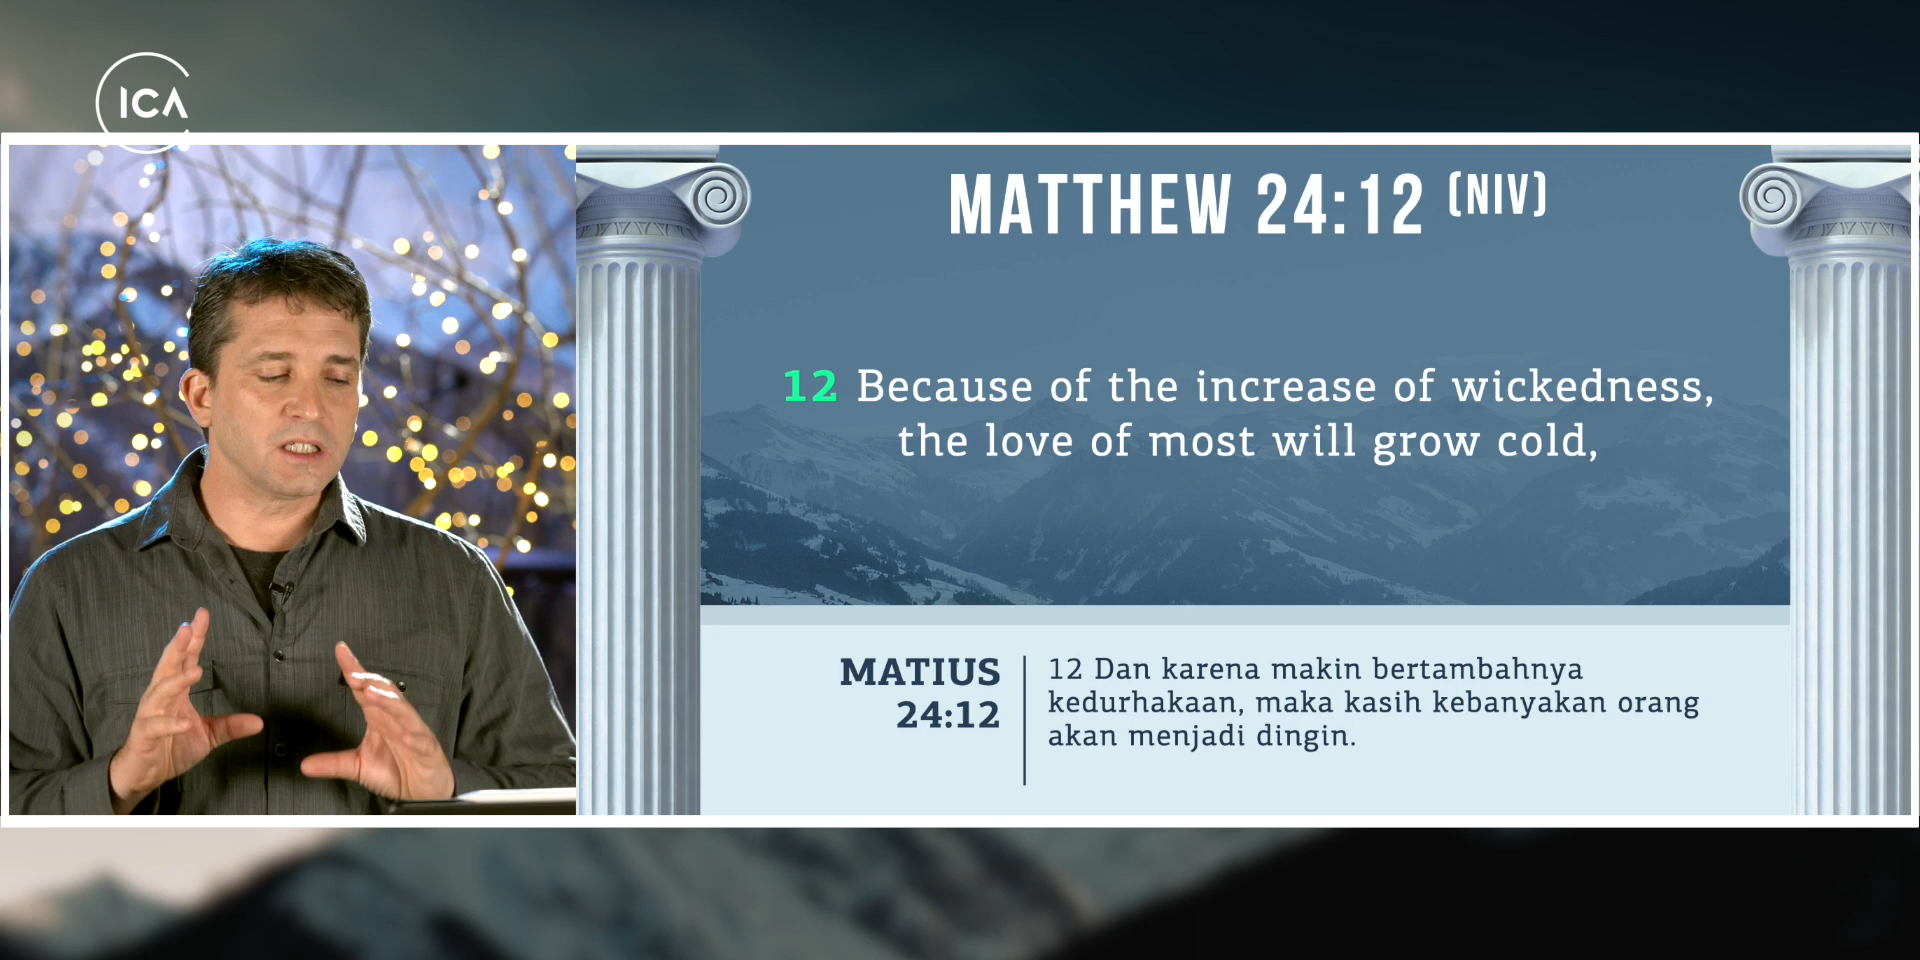 ICA
MATTHEW 24:12 (NIV)
12 Because of the increase of wickedness,
the love of most will grow cold,
MATIUS
24:12
12 Dan karena makin bertambahnya
kedurhakaan, maka kasih kebanyakan orang
akan menjadi dingin.